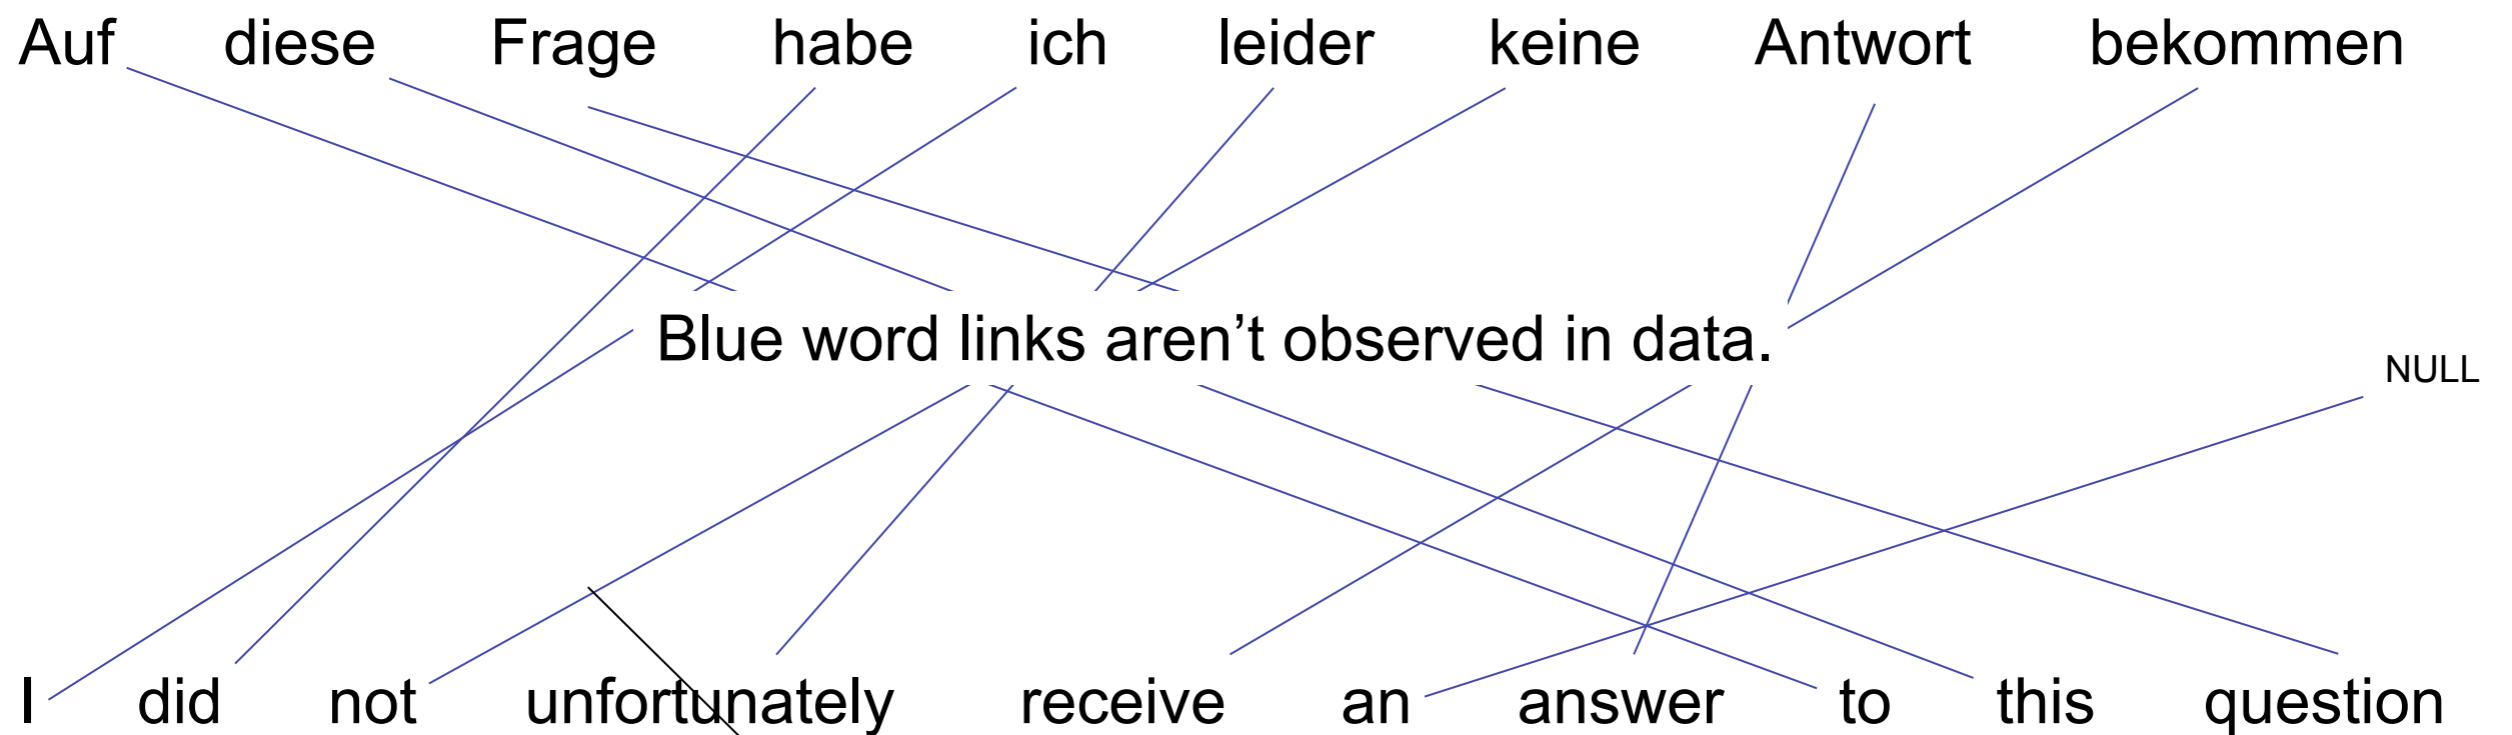 Auf diese Frage habe ich leider keine Antwort bekommen
Blue word links aren’t observed in data.
NULL
I did not unfortunately receive an answer to this question